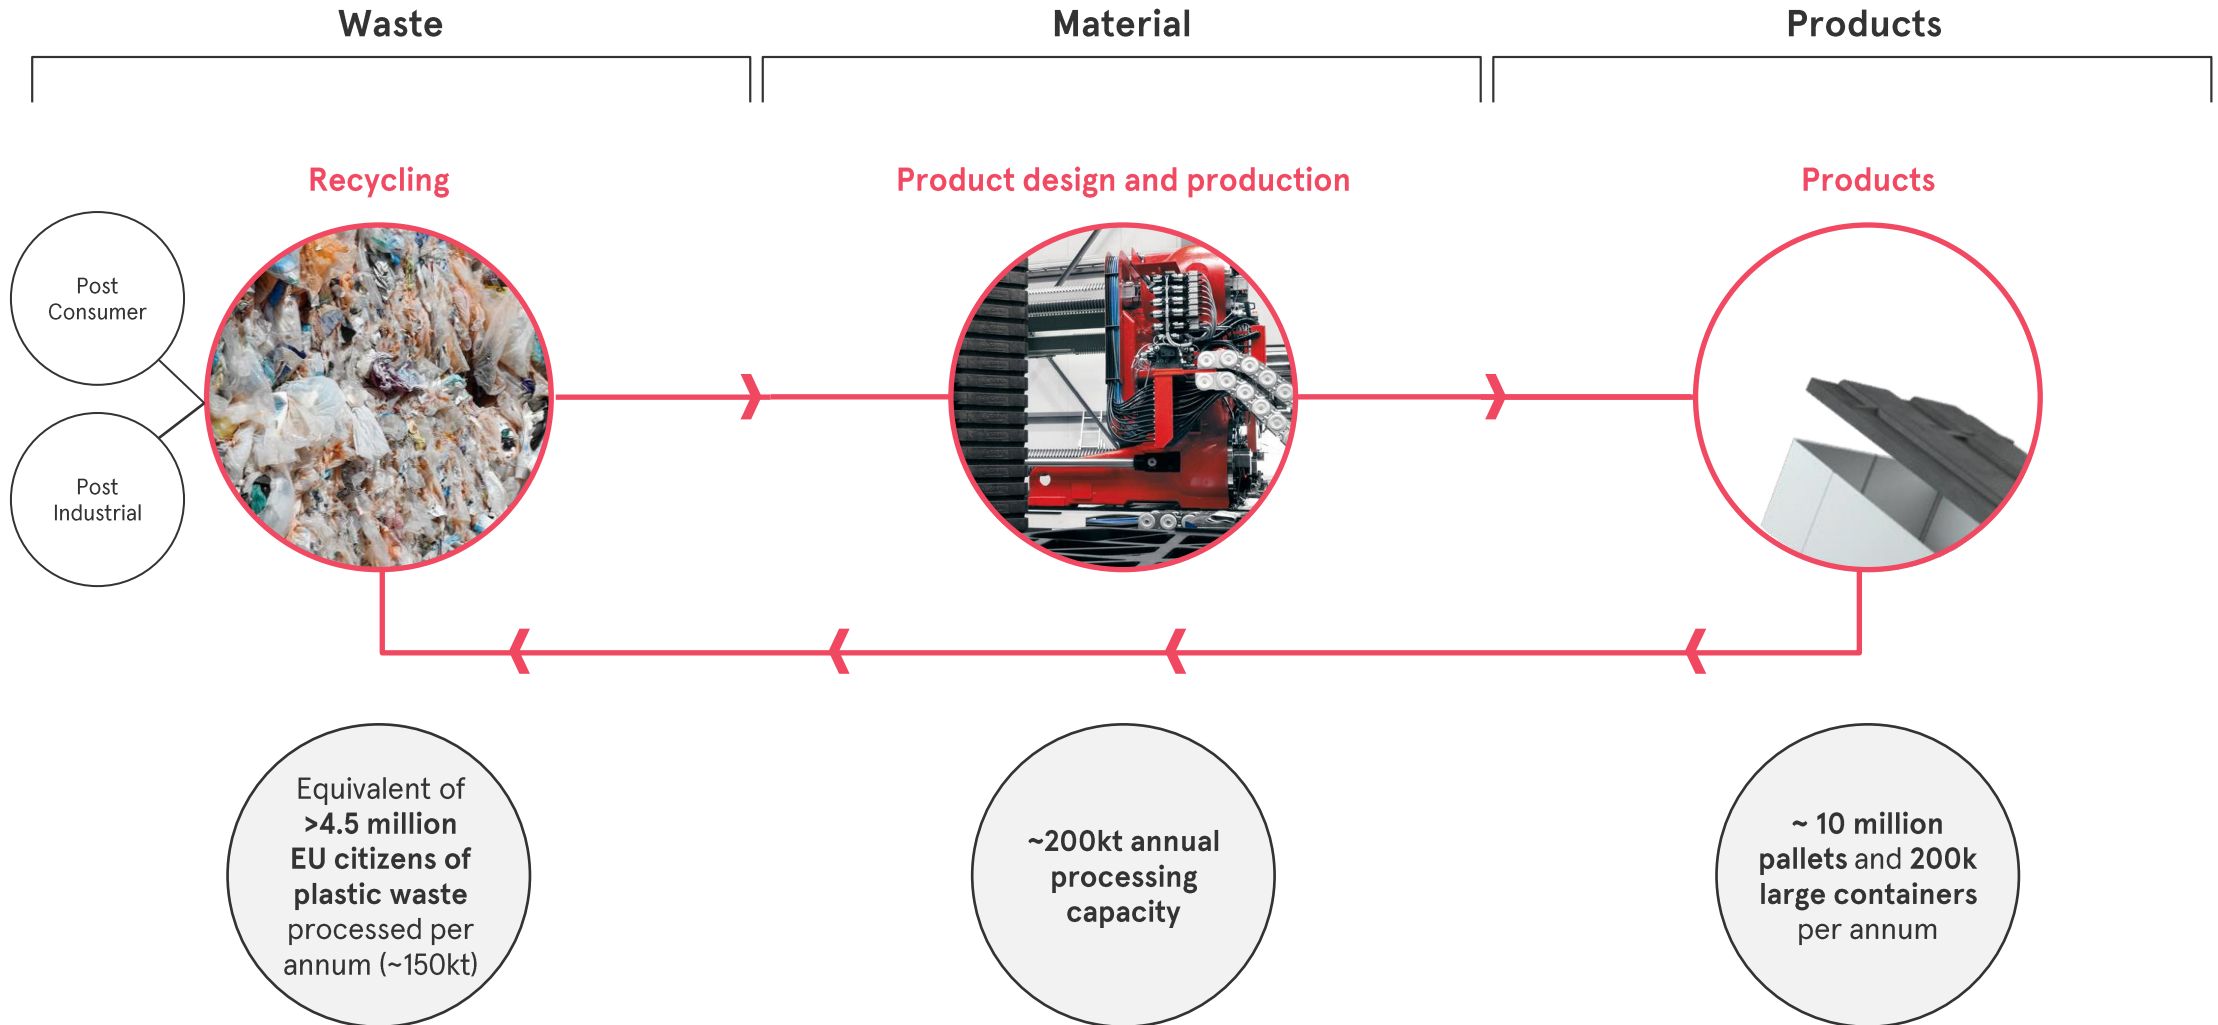 Waste
Material
Products
Recycling
Product design and production
Products
Post
Consumer
Post
Industrial
Equivalent of
>4.5 million
EU citizens of
plastic waste
processed per
annum (~150kt)
~200kt annual
processing
capacity
~ 10 million
pallets and 200k
large containers
per annum